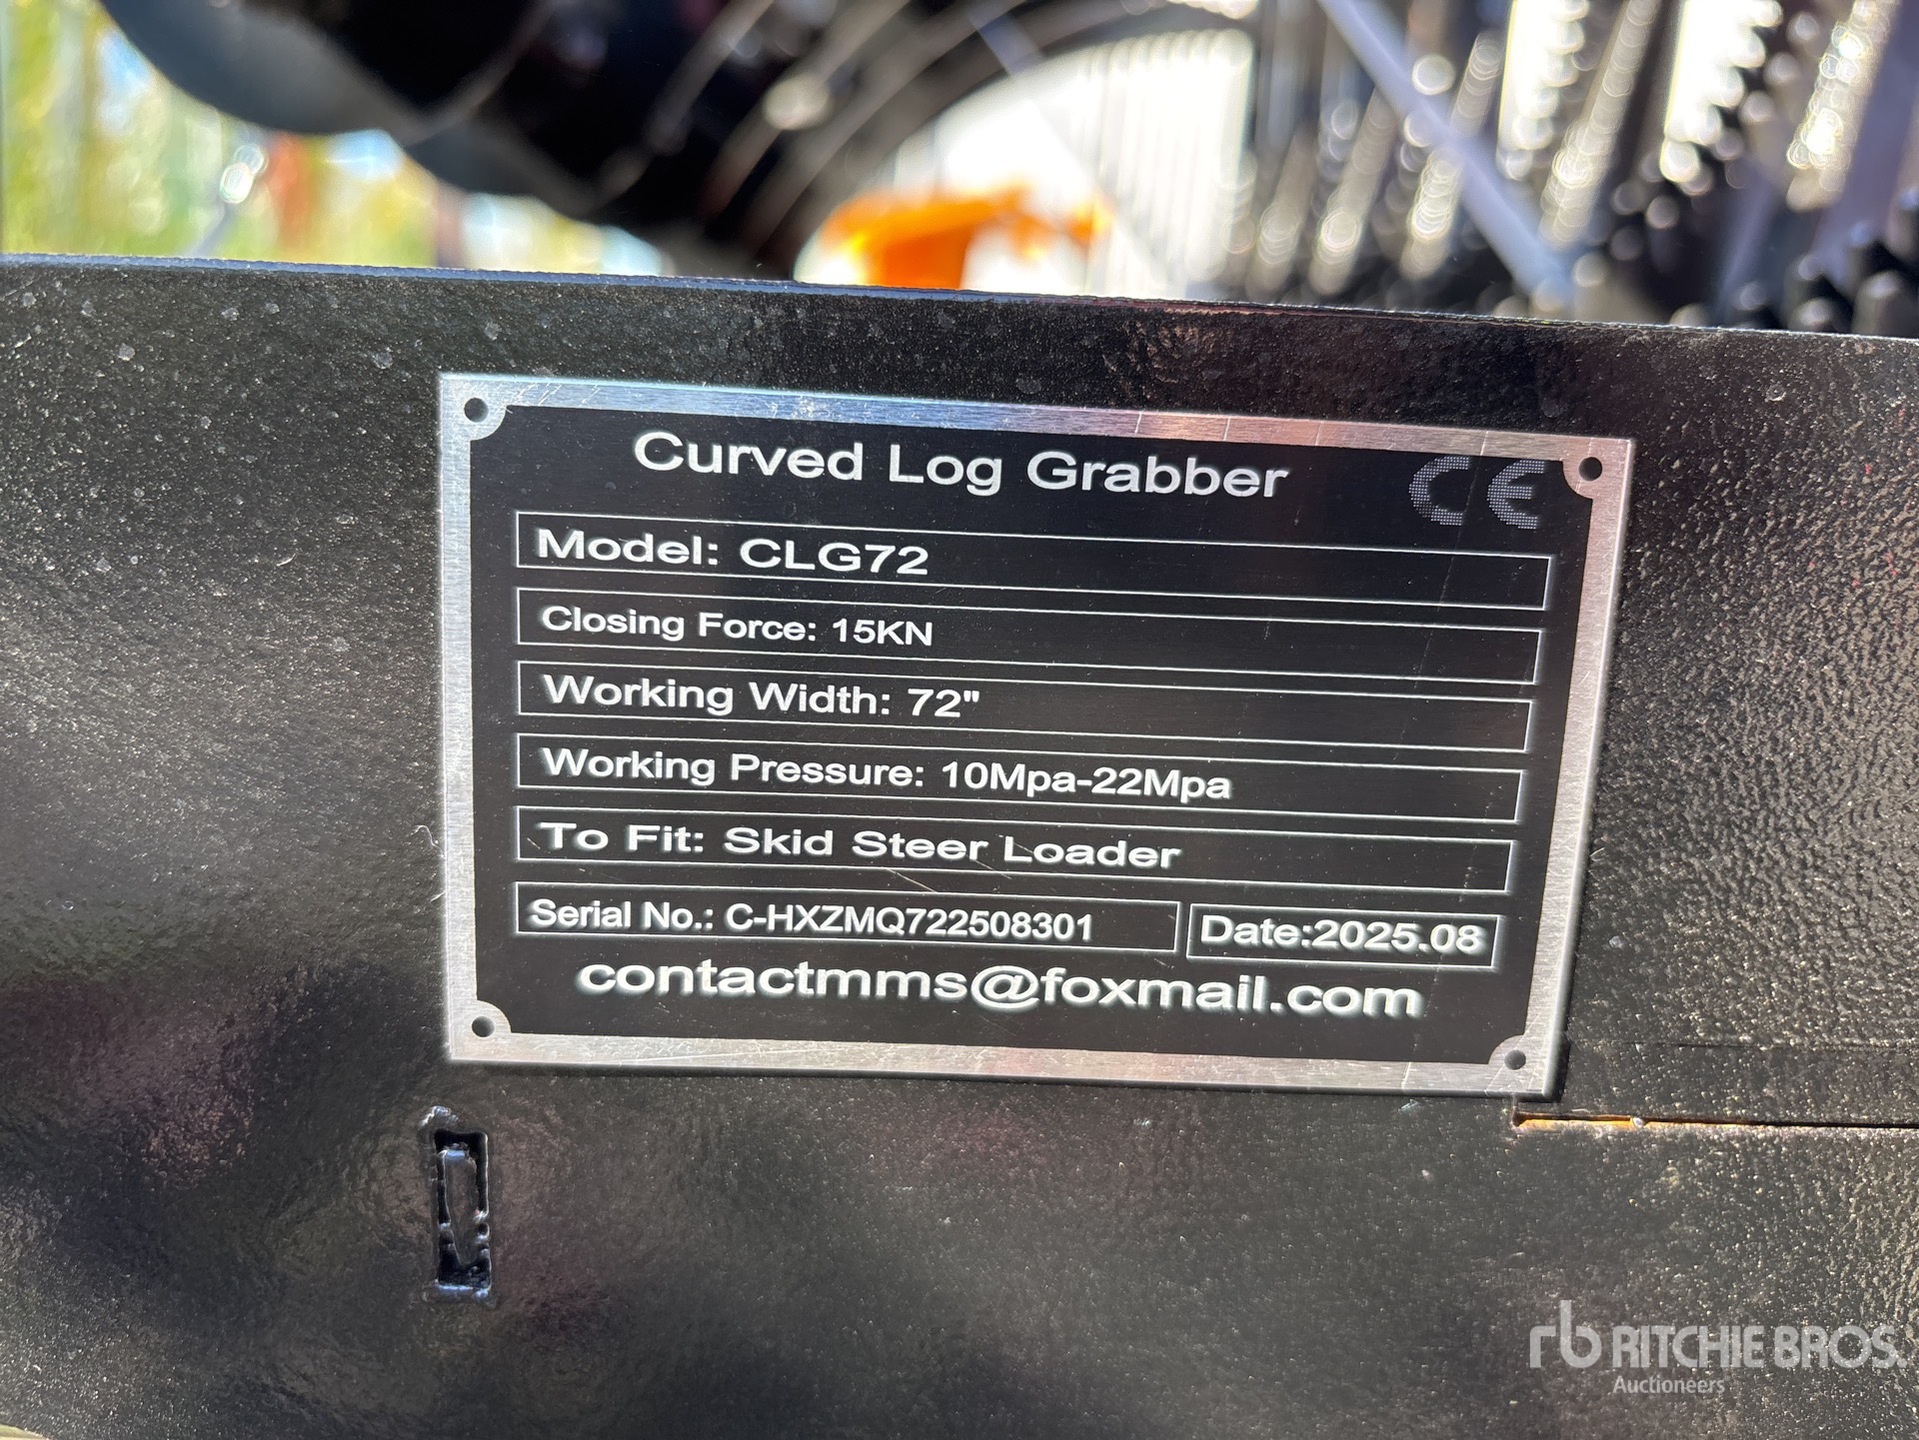 Curved Log Grabber CE
Model: CLG72
Closing Force: 15KN
Working Width: 72"
Working Pressure: 10Mpa-22Mpa
To Fit: Skid Steer Loader
Serial No.: C-HXZMQ722508301 Date:2025.08
contactmms@foxmail.com
rb RITCHIE BROS.
Auctioneers